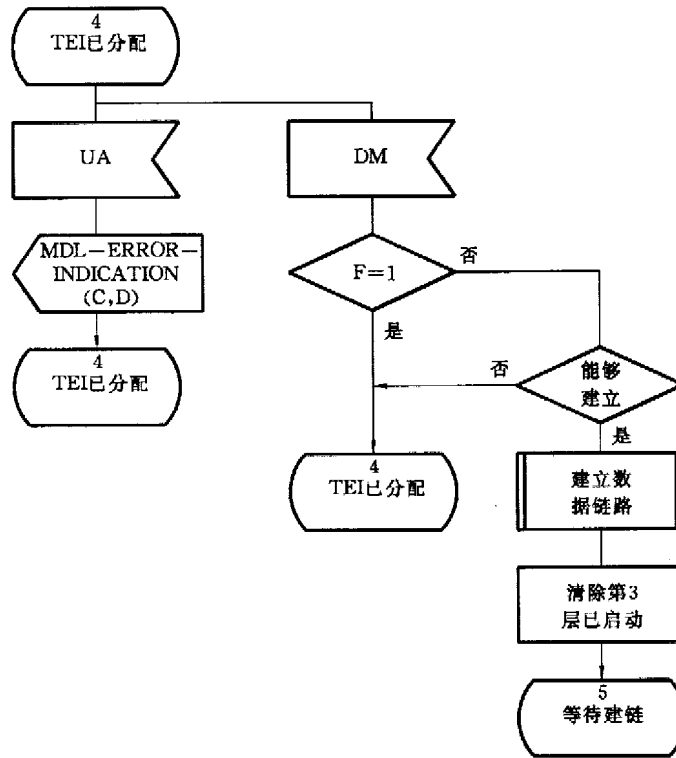 4
TEI已分配
UA
DM
MDL-ERROR-
INDICATION
(C,D)
F=1
否
是
4
TEI已分配
否
能够
建立
是
4
TEI已分配
建立数
据链路
清除第3
层已启动
5
等待建链